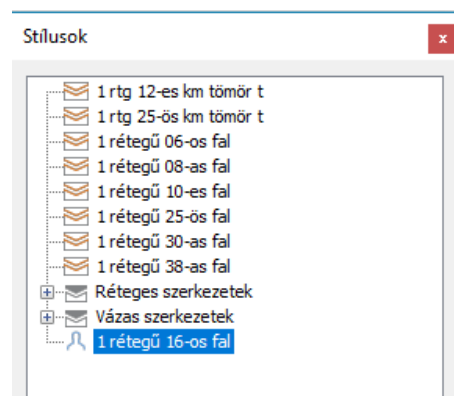 Stílusok
x
1 rtg 12-es km tömör t
1 rtg 25-ös km tömör t
1 rétegű 06-os fal
1 rétegű 08-as fal
1 rétegű 10-es fal
1 rétegű 25-ös fal
1 rétegű 30-as fal
1 rétegű 38-as fal
Réteges szerkezetek
Vázas szerkezetek
1 rétegű 16-os fal